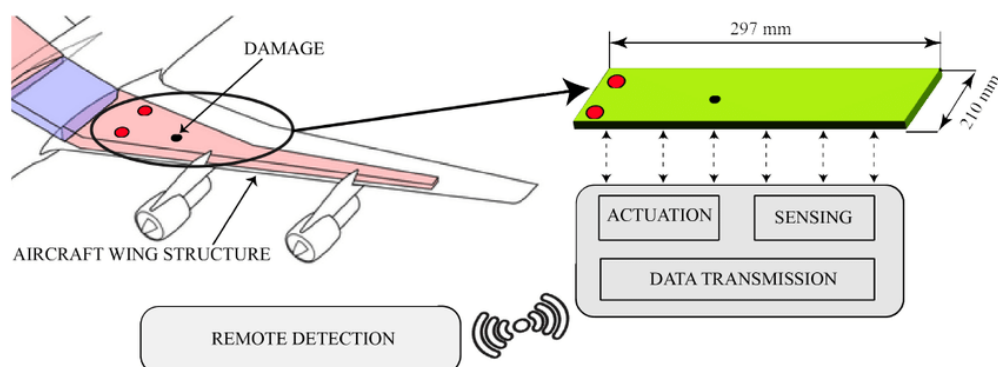 DAMAGE
297 mm
210 mm
AIRCRAFT WING STRUCTURE
ACTUATION
SENSING
DATA TRANSMISSION
REMOTE DETECTION